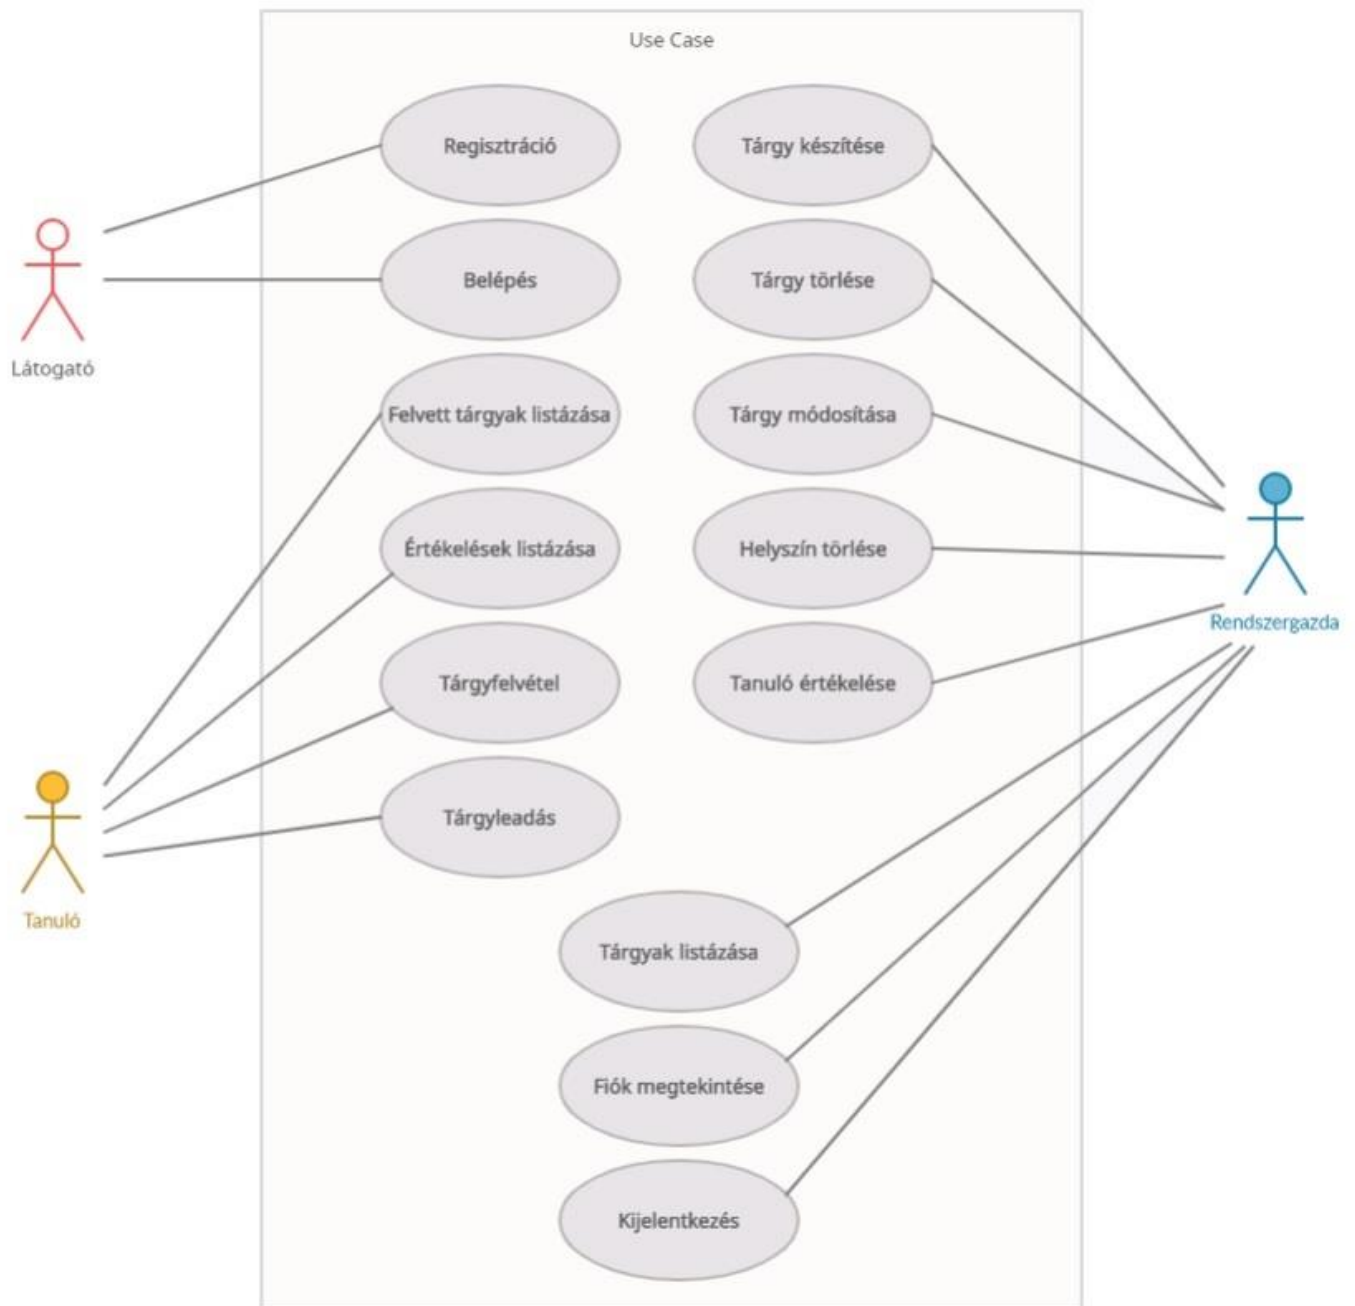 Use Case
Regisztráció
Tárgy készítése
Belépés
Tárgy törlése
Látogató
Felvett tárgyak listázása
Tárgy módosítása
Értékelések listázása
Helyszín törlése
Rendszergazda
Tárgyfelvétel
Tanuló értékelése
Tárgyleadás
Tanuló
Tárgyak listázása
Fiók megtekintése
Kijelentkezés